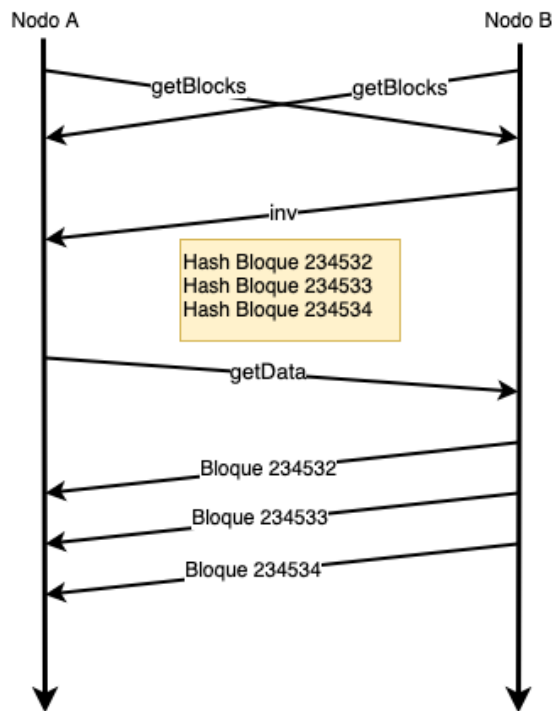 Nodo A
Nodo B
getBlocks
getBlocks
inv
Hash Bloque 234532
Hash Bloque 234533
Hash Bloque 234534
getData
Bloque 234532
Bloque 234533
Bloque 234534